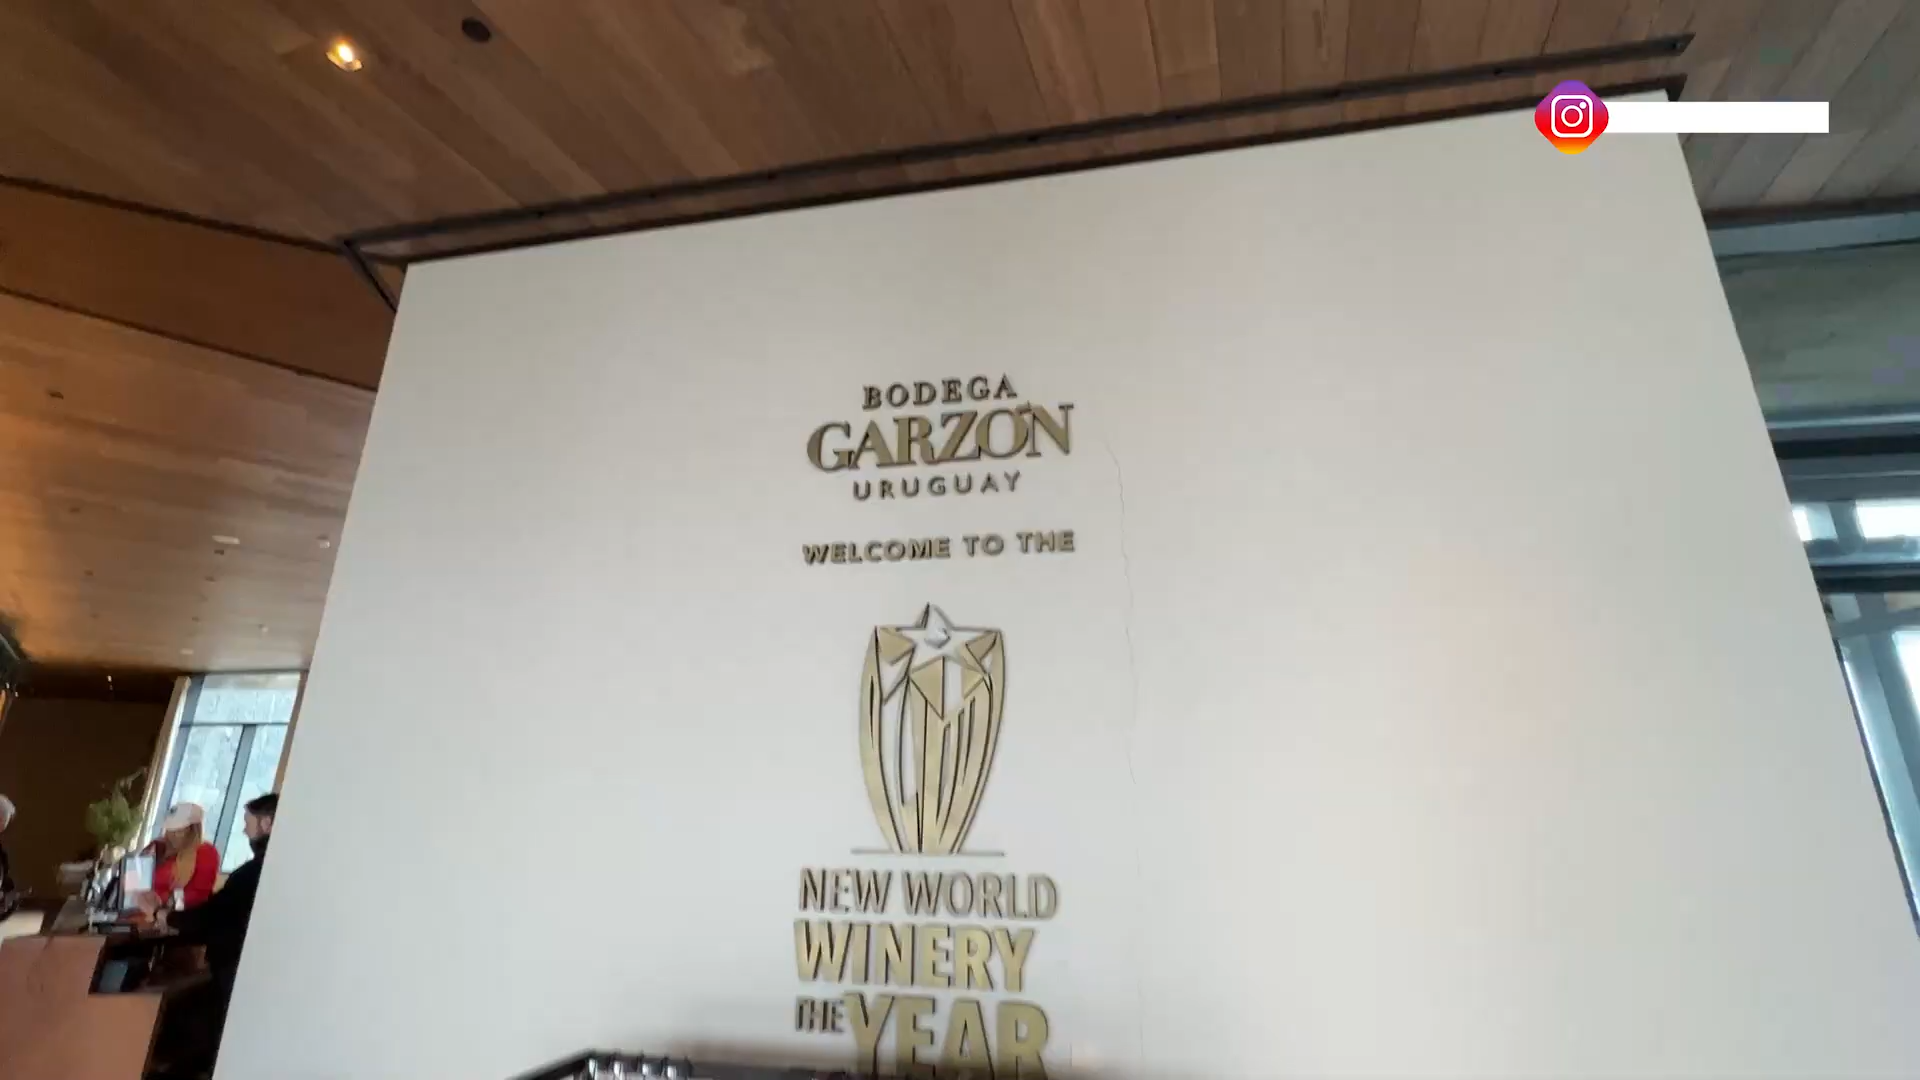 BODEGA
GARZÓN
URUGUAY
WELCOME TO THE
NEW WORLD
WINERY
THE YEAR